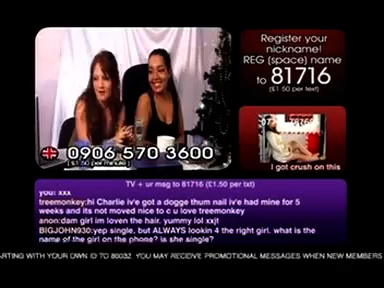 Register your
nickname!
REG (space) name
to 81716
(£1.50 per text)
0906 570 3600
(£1.50 per minute)
I got crush on this
TV + ur msg to 81716 (£1.50 per txt)
you: xxx
treemonkey:hi Charlie ive got a dogge thum nail iv'e had mine for 5
weeks and its not moved nice to c u love treemonkey
anon:dam girl im loven the hair. yummy lol xxjt
BIGJOHN930:yep single, but ALWAYS lookin 4 the right girl. what is the
name of the girl on the phone? is she single?
ARTING WITH YOUR OWN ID TO 80032. YOU MAY RECEIVE PROMOTIONAL MESSAGES WHEN NEW MEMBERS